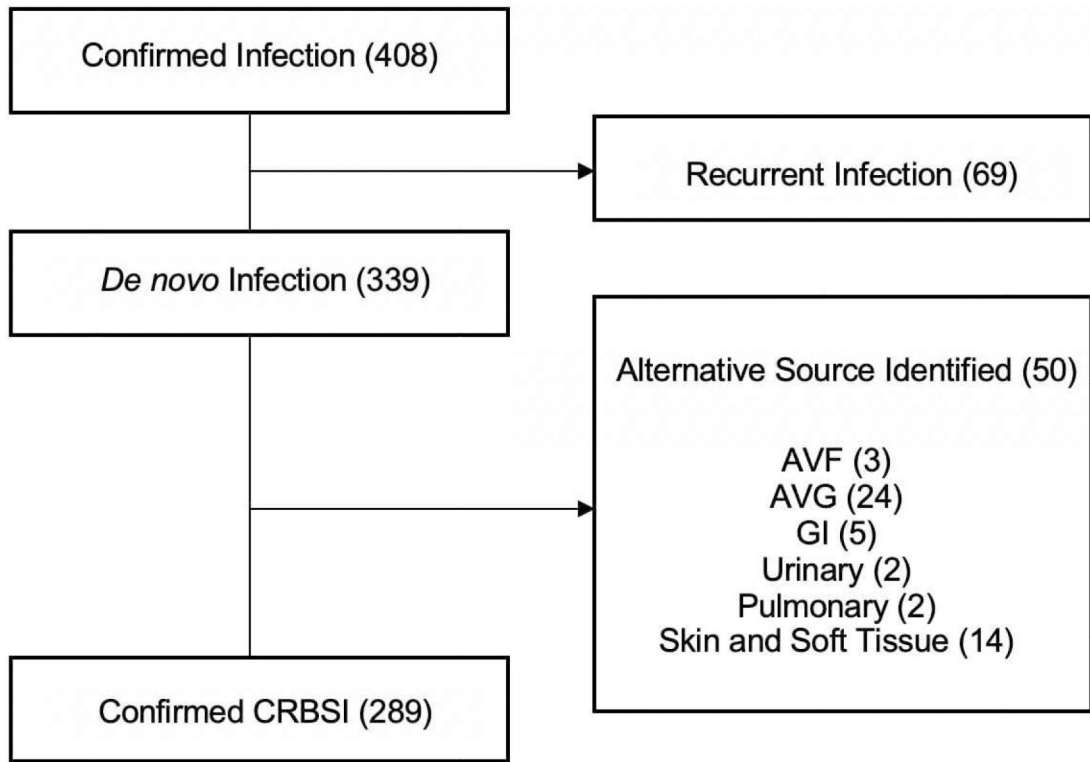 Confirmed Infection (408)
Recurrent Infection (69)
De novo Infection (339)
Alternative Source Identified (50)
AVF (3)
AVG (24)
GI (5)
Urinary (2)
Pulmonary (2)
Skin and Soft Tissue (14)
Confirmed CRBSI (289)